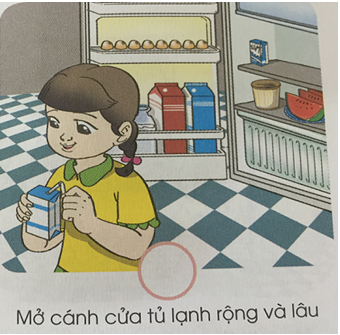 Mở cánh cửa tủ lạnh rộng và lâu